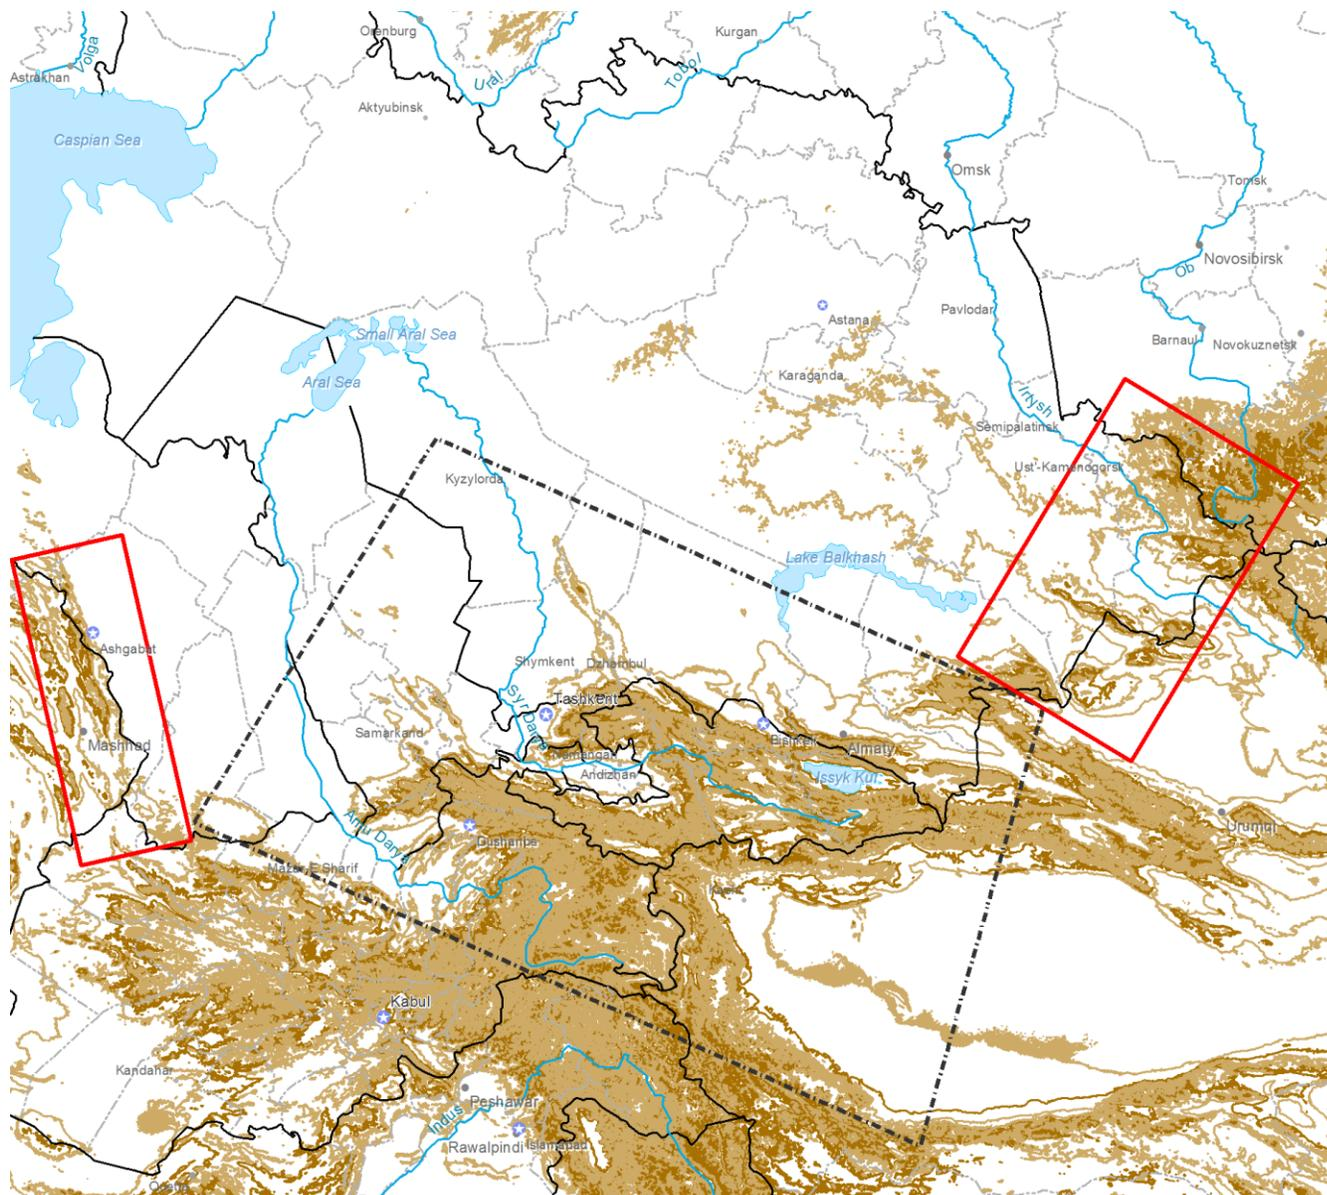 Orenburg
Kurgan
Volga
Astrakhan
Ural
Tobol
Aktyubinsk
Caspian Sea
Omsk
Tomsk
Novosibirsk
Ob
Astana
Pavlodar
Small Aral Sea
Barnaul
Novokuznetsk
Aral Sea
Karaganda
Irtysh
Semipalatinsk
Ust'-Kamenogorsk
Kyzylorda
Lake Balkhash
Ashgabat
Shymkent
Dzhambul
Syr Darya
Tashkent
Samarkand
Mashhad
Bishkek
Almaty
Namangan
Andizhan
Issyk Kul'
Amu Darya
Dushanbe
Urumqi
Mazar E Sharif
Kabul
Kandahar
Peshawar
Indus
Rawalpindi
Islamabad
Quetta